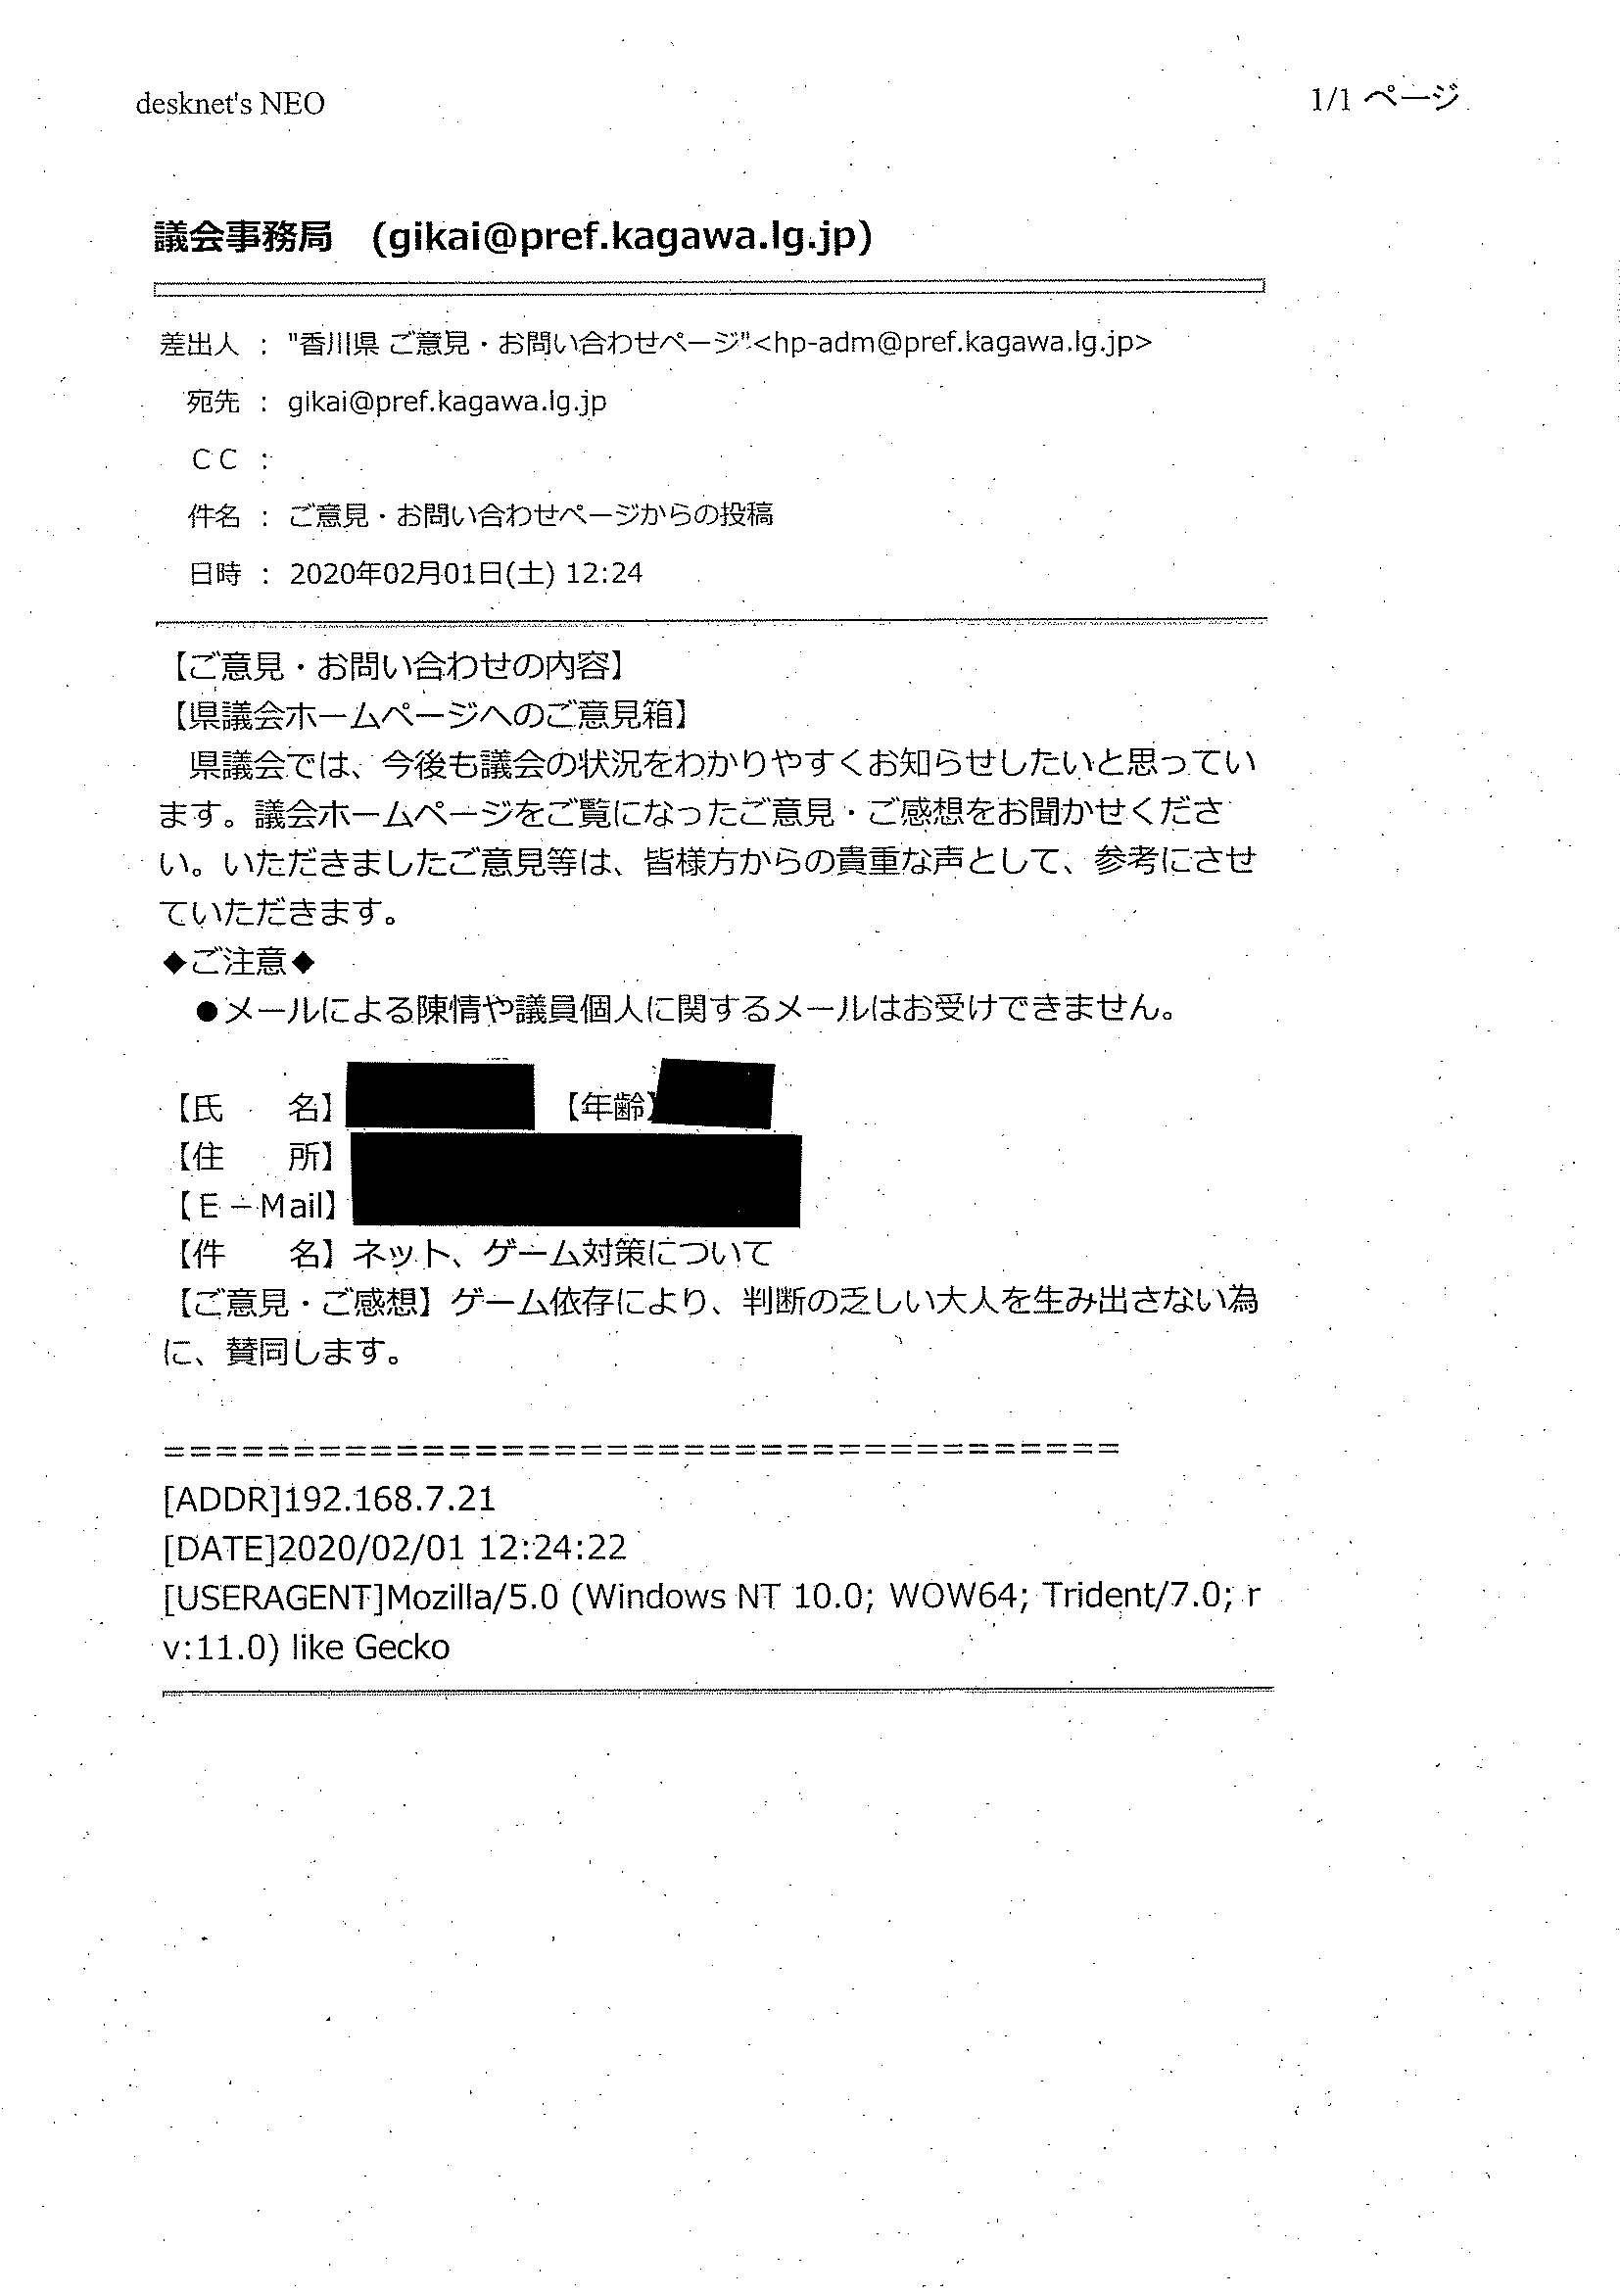 desknet's NEO
1/1 ページ
議会事務局　(gikai@pref.kagawa.lg.jp)
差出人 : "香川県 ご意見・お問い合わせページ"<hp-adm@pref.kagawa.lg.jp>
宛先 : gikai@pref.kagawa.lg.jp
ＣＣ :
件名 : ご意見・お問い合わせページからの投稿
日時 : 2020年02月01日(土) 12:24
【ご意見・お問い合わせの内容】
【県議会ホームページへのご意見箱】
　県議会では、今後も議会の状況をわかりやすくお知らせしたいと思ってい
ます。議会ホームページをご覧になったご意見・ご感想をお聞かせくださ
い。いただきましたご意見等は、皆様方からの貴重な声として、参考にさせ
ていただきます。
◆ご注意◆
　●メールによる陳情や議員個人に関するメールはお受けできません。
【氏　　名】　【年齢】
【住　　所】
【Ｅ－Mail】
【件　　名】ネット、ゲーム対策について
【ご意見・ご感想】ゲーム依存により、判断の乏しい大人を生み出さない為
に、賛同します。
=====================================
[ADDR]192.168.7.21
[DATE]2020/02/01 12:24:22
[USERAGENT]Mozilla/5.0 (Windows NT 10.0; WOW64; Trident/7.0; r
v:11.0) like Gecko